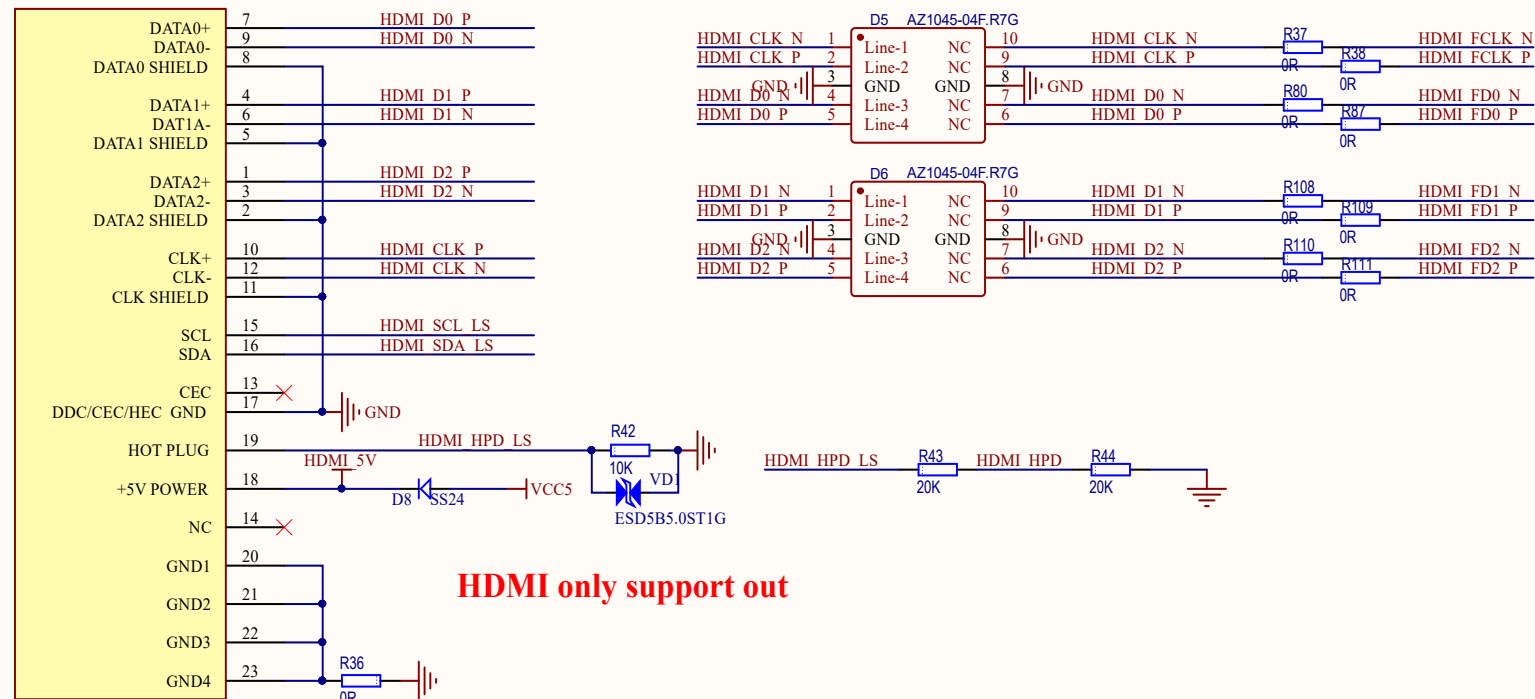 DATA0+ 7 HDMI_D0_P
DATA0- 9 HDMI_D0_N
DATA0 SHIELD 8
DATA1+ 4 HDMI_D1_P
DAT1A- 6 HDMI_D1_N
DATA1 SHIELD 5
DATA2+ 1 HDMI_D2_P
DATA2- 3 HDMI_D2_N
DATA2 SHIELD 2
CLK+ 10 HDMI_CLK_P
CLK- 12 HDMI_CLK_N
CLK SHIELD 11
SCL 15 HDMI_SCL_LS
SDA 16 HDMI_SDA_LS
CEC 13
DDC/CEC/HEC GND 17 GND
HOT PLUG 19 HDMI_HPD_LS
HDMI_5V
+5V POWER 18 D8 SS24 VCC5
NC 14
GND1 20
GND2 21
GND3 22
GND4 23
R36
0R
R42
10K
VD1
ESD5B5.0ST1G
D5 AZ1045-04F.R7G
HDMI_CLK_N 1 Line-1 NC 10 HDMI_CLK_N R37 0R HDMI_FCLK_N
HDMI_CLK_P 2 Line-2 NC 9 HDMI_CLK_P R38 0R HDMI_FCLK_P
GND 3 GND GND 8 GND
HDMI_D0_N 4 Line-3 NC 7 HDMI_D0_N R80 0R HDMI_FD0_N
HDMI_D0_P 5 Line-4 NC 6 HDMI_D0_P R87 0R HDMI_FD0_P
D6 AZ1045-04F.R7G
HDMI_D1_N 1 Line-1 NC 10 HDMI_D1_N R108 0R HDMI_FD1_N
HDMI_D1_P 2 Line-2 NC 9 HDMI_D1_P R109 0R HDMI_FD1_P
GND 3 GND GND 8 GND
HDMI_D2_N 4 Line-3 NC 7 HDMI_D2_N R110 0R HDMI_FD2_N
HDMI_D2_P 5 Line-4 NC 6 HDMI_D2_P R111 0R HDMI_FD2_P
HDMI_HPD_LS R43 HDMI_HPD R44
20K 20K
HDMI only support out